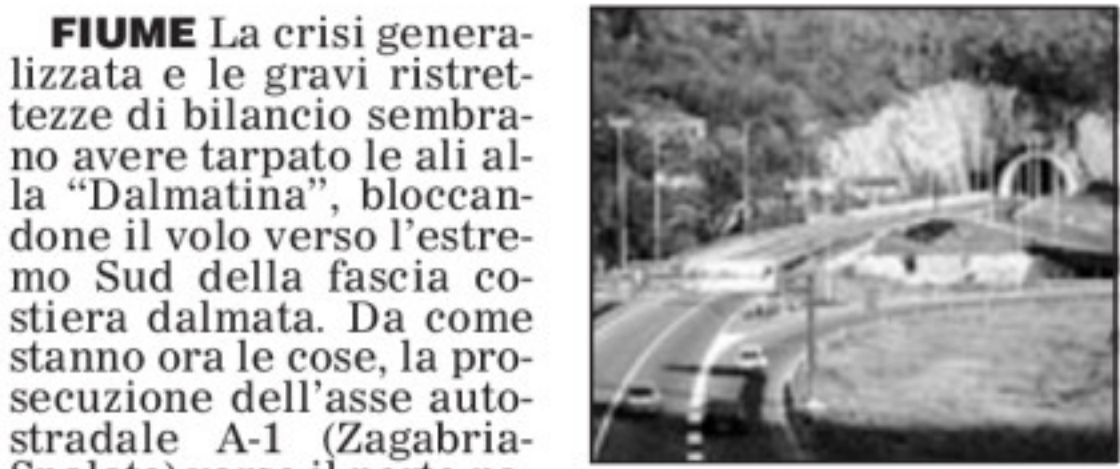 FIUME La crisi genera-
lizzata e le gravi ristret-
tezze di bilancio sembra-
no avere tarpato le ali al-
la “Dalmatina”, bloccan-
done il volo verso l’estre-
mo Sud della fascia co-
stiera dalmata. Da come
stanno ora le cose, la pro-
secuzione dell’asse auto-
stradale A-1 (Zagabria-